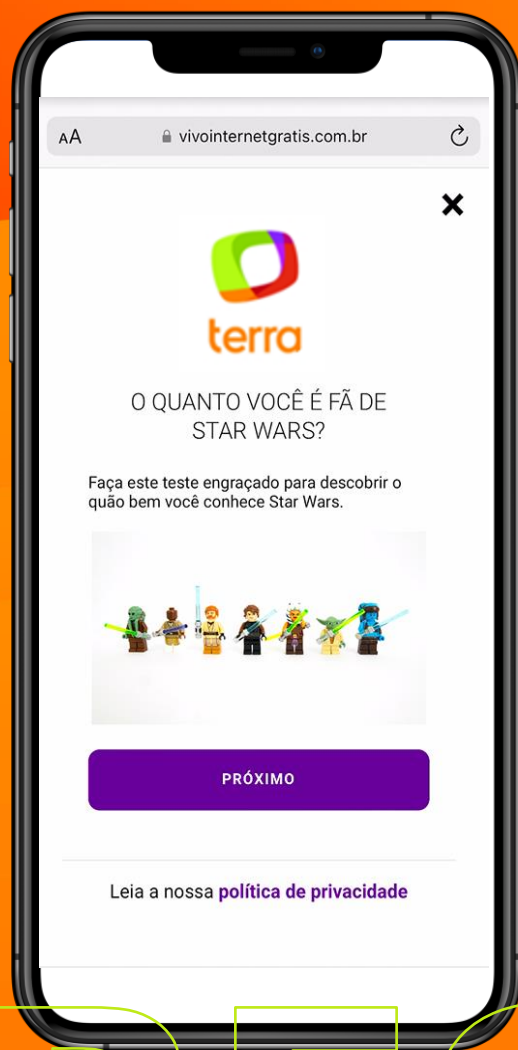 AA vivointernetgratis.com.br
terra
O QUANTO VOCÊ É FÃ DE
STAR WARS?
Faça este teste engraçado para descobrir o
quão bem você conhece Star Wars.
PRÓXIMO
Leia a nossa política de privacidade